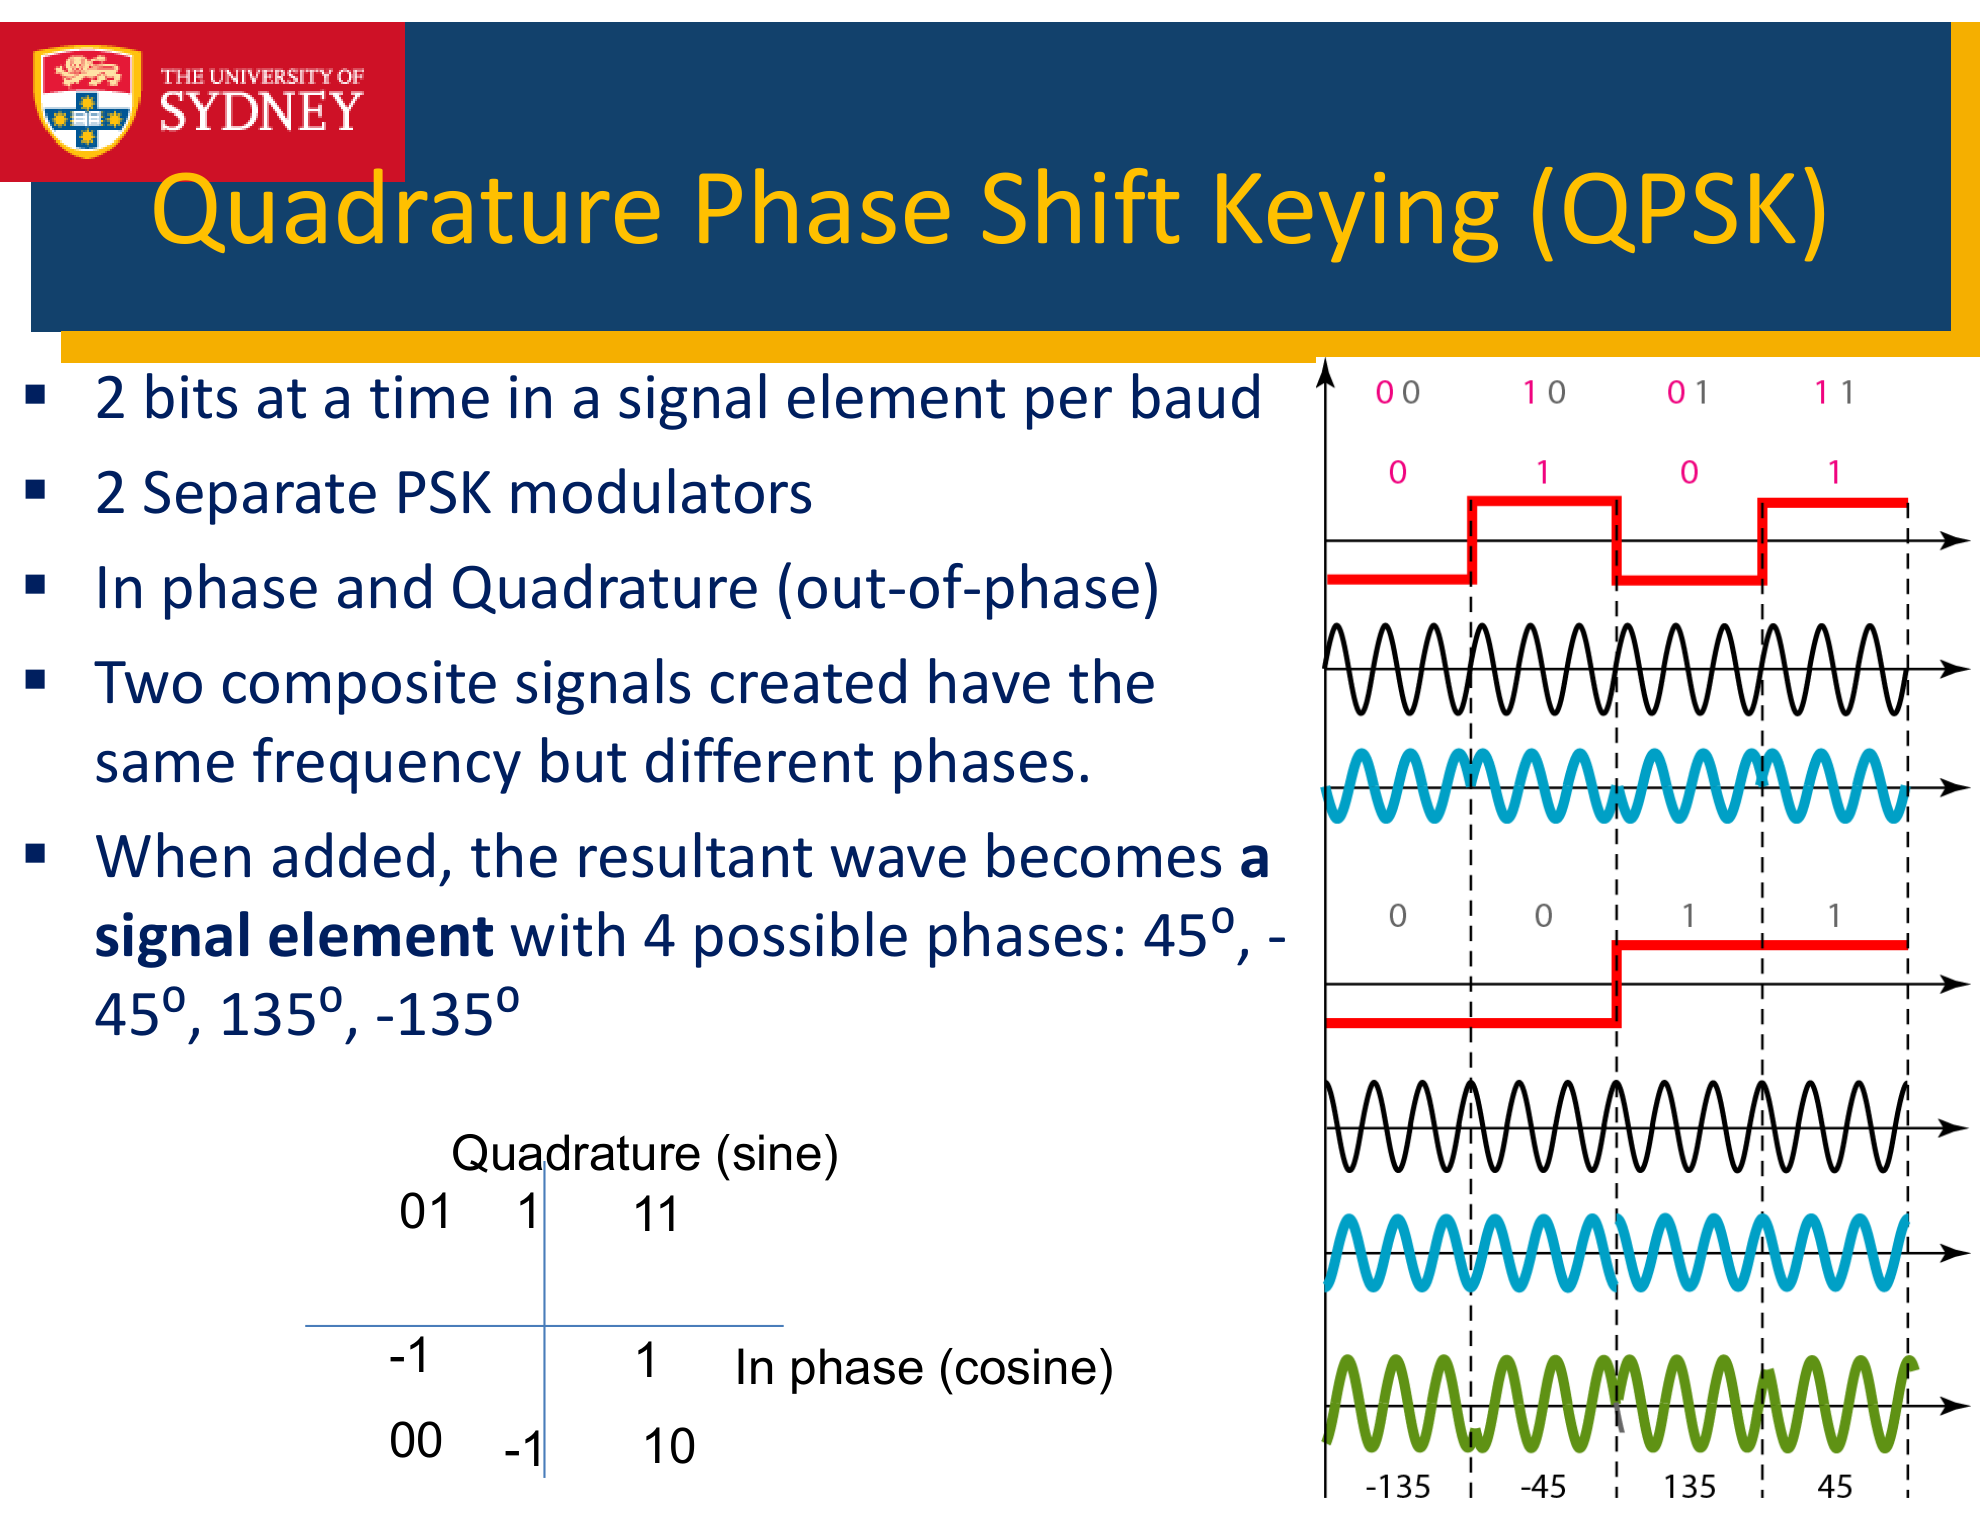 THE UNIVERSITY OF
SYDNEY
Quadrature Phase Shift Keying (QPSK)
▪ 2 bits at a time in a signal element per baud
▪ 2 Separate PSK modulators
▪ In phase and Quadrature (out-of-phase)
▪ Two composite signals created have the
same frequency but different phases.
▪ When added, the resultant wave becomes a
signal element with 4 possible phases: 45⁰, -
45⁰, 135⁰, -135⁰
Quadrature (sine)
01 1 11
-1 1 In phase (cosine)
00 -1 10
0 0 1 0 0 1 1 1
0 1 0 1
0 0 1 1
-135 -45 135 45